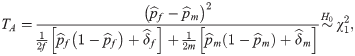 $$T_A = \frac{\left(\widehat{p}_f - \widehat{p}_m\right)^2}{\frac{1}{2f}\left[\widehat{p}_f\left(1 - \widehat{p}_f\right) + \widehat{\delta}_f\right] + \frac{1}{2m}\left[\widehat{p}_m(1 - \widehat{p}_m) + \widehat{\delta}_m\right]} \overset{H_0}{\sim} \chi_1^2,$$